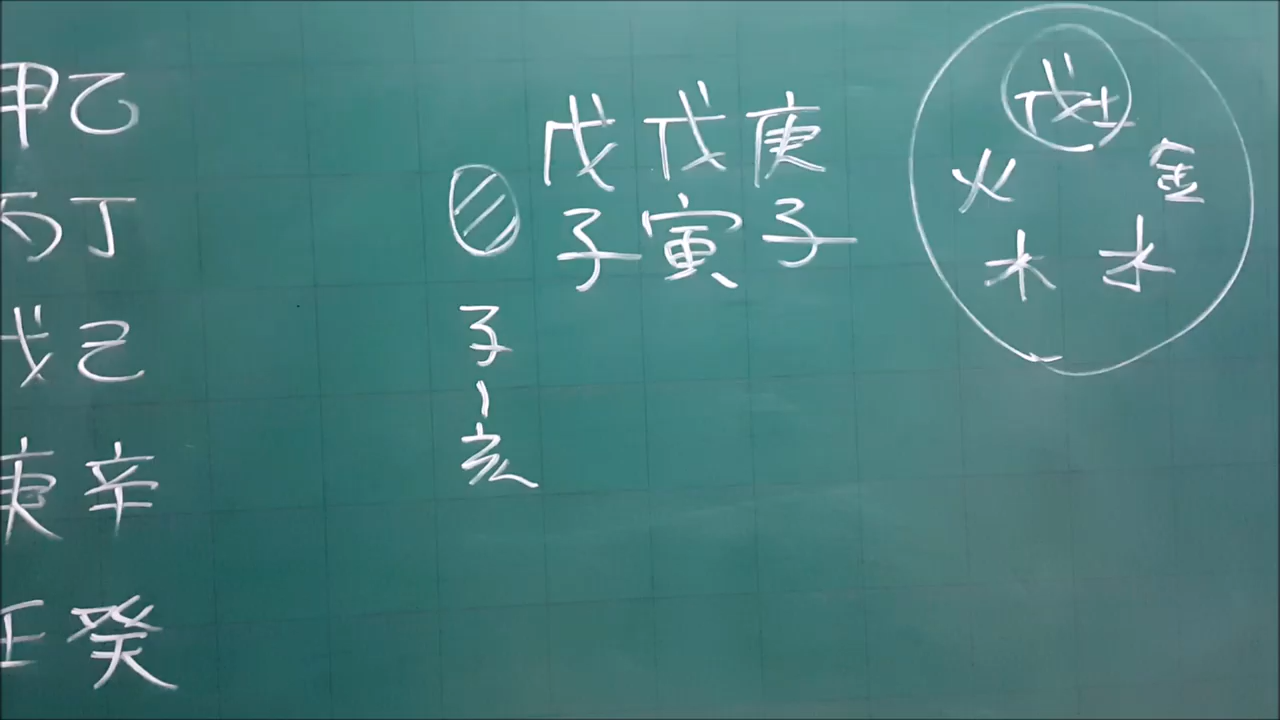 甲乙
丙丁
戊己
庚辛
壬癸
戊戊庚
子寅子
子
亥
戊土
火 金
木 水